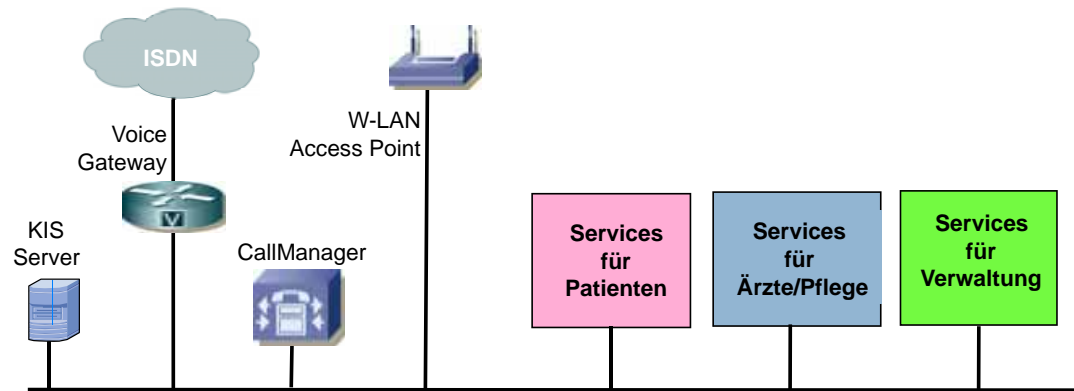 ISDN
Voice
Gateway
W-LAN
Access Point
KIS
Server
V
CallManager
Services
für
Patienten
Services
für
Ärzte/Pflege
Services
für
Verwaltung